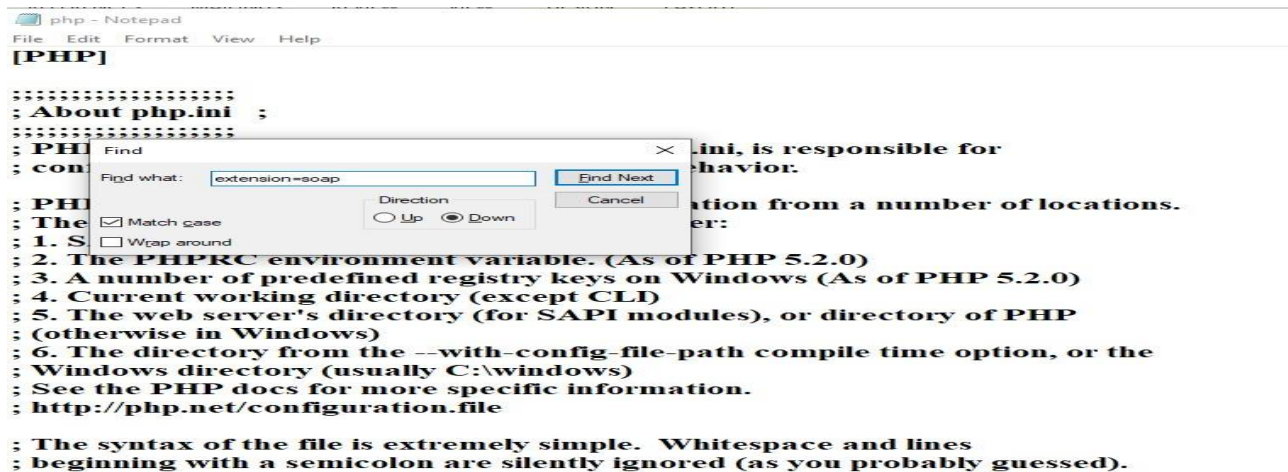 php - Notepad
File Edit Format View Help
[PHP]
;;;;;;;;;;;;;;;;;;;
; About php.ini ;
;;;;;;;;;;;;;;;;;;;
; PHP .ini, is responsible for
; con havior.
; PHP ation from a number of locations.
; The er:
; 1. S
Find
Find what: extension=soap Find Next
Direction Cancel
Match case Up Down
Wrap around
; 2. The PHPRC environment variable. (As of PHP 5.2.0)
; 3. A number of predefined registry keys on Windows (As of PHP 5.2.0)
; 4. Current working directory (except CLI)
; 5. The web server's directory (for SAPI modules), or directory of PHP
; (otherwise in Windows)
; 6. The directory from the --with-config-file-path compile time option, or the
; Windows directory (usually C:\windows)
; See the PHP docs for more specific information.
; http://php.net/configuration.file
; The syntax of the file is extremely simple. Whitespace and lines
; beginning with a semicolon are silently ignored (as you probably guessed).